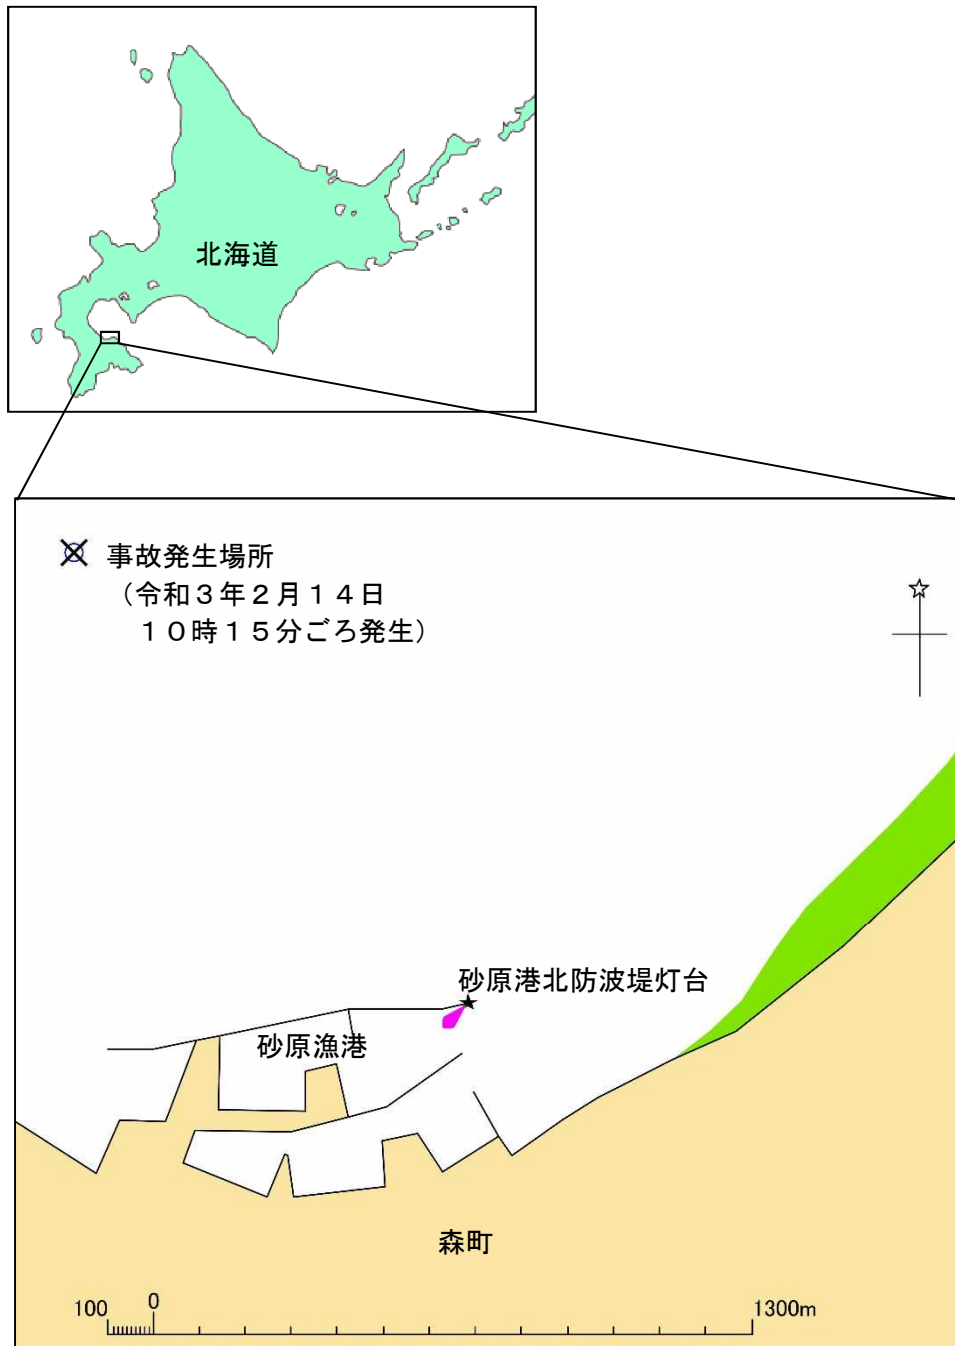 北海道
事故発生場所
（令和３年２月１４日
１０時１５分ごろ発生）
砂原港北防波堤灯台
砂原漁港
森町
100 0 1300m